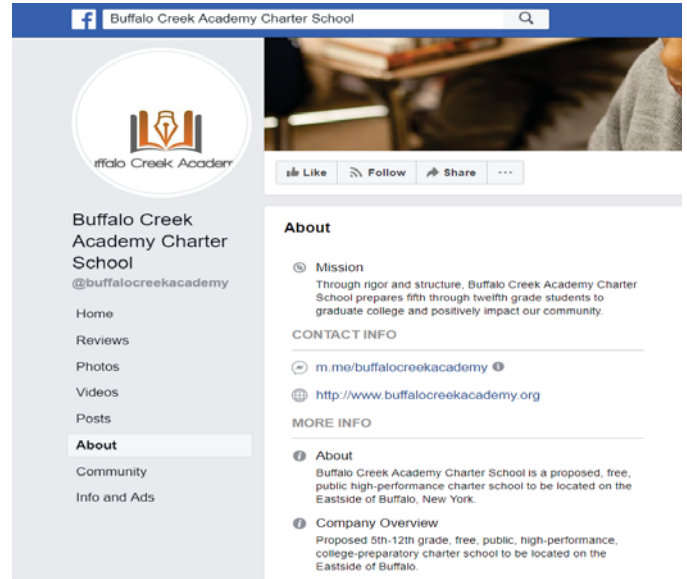 f Buffalo Creek Academy Charter School
uffalo Creek Academ
Like Follow Share ...
Buffalo Creek
Academy Charter
School
@buffalocreekacademy
Home
Reviews
Photos
Videos
Posts
About
Community
Info and Ads
About
Mission
Through rigor and structure, Buffalo Creek Academy Charter
School prepares fifth through twelfth grade students to
graduate college and positively impact our community.
CONTACT INFO
m.me/buffalocreekacademy
http://www.buffalocreekacademy.org
MORE INFO
About
Buffalo Creek Academy Charter School is a proposed, free,
public high-performance charter school to be located on the
Eastside of Buffalo, New York.
Company Overview
Proposed 5th-12th grade, free, public, high-performance,
college-preparatory charter school to be located on the
Eastside of Buffalo.